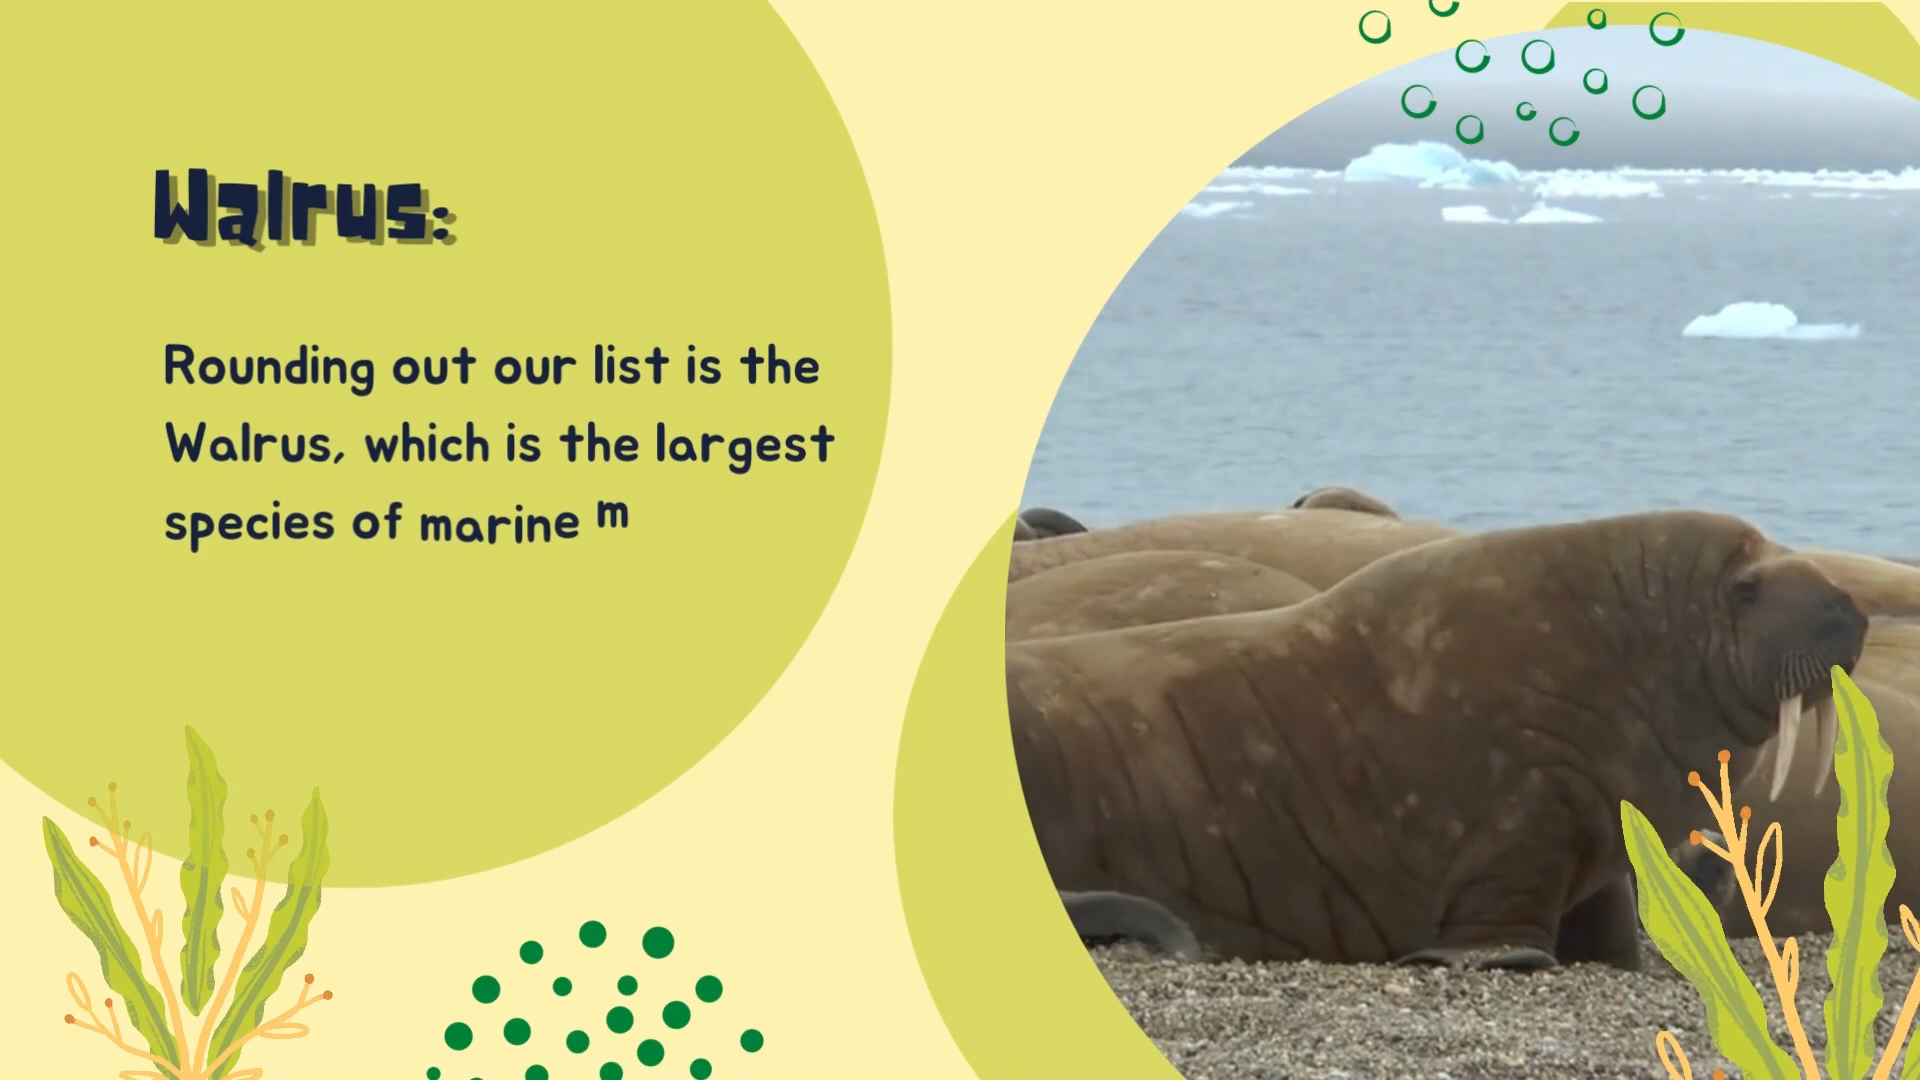 Walrus:
Rounding out our list is the
Walrus, which is the largest
species of marine m